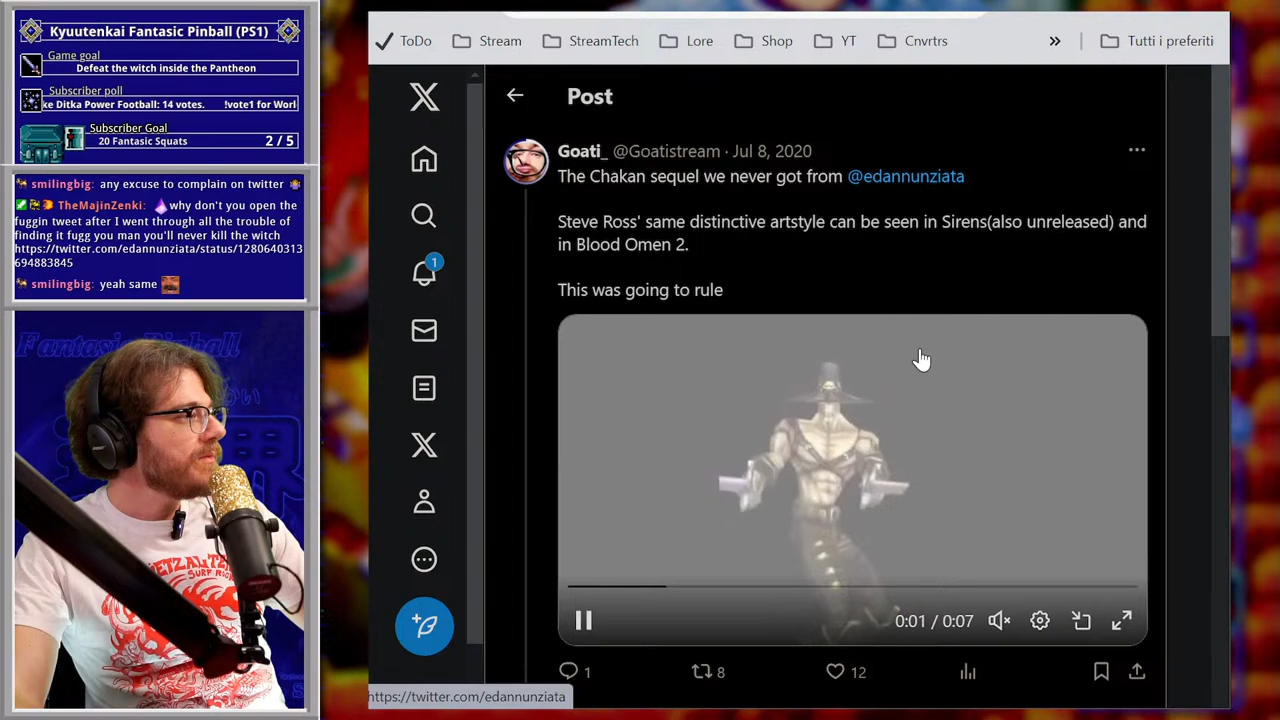 Kyuutenkai Fantasic Pinball (PS1)
Game goal
Defeat the witch inside the Pantheon
Subscriber poll
ke Ditka Power Football: 14 votes. !vote1 for Worl
Subscriber Goal
20 Fantasic Squats
2 / 5
smilingbig: any excuse to complain on twitter
TheMajinZenki: why don't you open the
fuggin tweet after I went through all the trouble of
finding it fugg you man you'll never kill the witch
https://twitter.com/edannunziata/status/1280640313
694883845
smilingbig: yeah same
Fantasic Pinball
ToDo
Stream
StreamTech
Lore
Shop
YT
Cnvrtrs
»
Tutti i preferiti
Post
1
Goati_ @Goatistream · Jul 8, 2020
The Chakan sequel we never got from @edannunziata
Steve Ross' same distinctive artstyle can be seen in Sirens(also unreleased) and
in Blood Omen 2.
This was going to rule
0:01 / 0:07
1
8
12
https://twitter.com/edannunziata